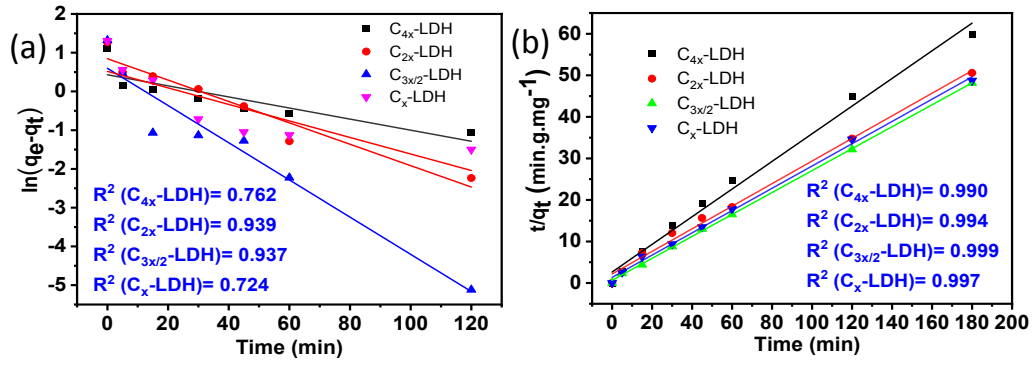 (a)
ln(qe-qt)
2
1
0
-1
-2
-3
-4
-5
C4x-LDH
C2x-LDH
C3x/2-LDH
Cx-LDH
R² (C4x-LDH)= 0.762
R² (C2x-LDH)= 0.939
R² (C3x/2-LDH)= 0.937
R² (Cx-LDH)= 0.724
0 20 40 60 80 100 120
Time (min)
(b)
t/qt (min.g.mg⁻¹)
60
50
40
30
20
10
0
C4x-LDH
C2x-LDH
C3x/2-LDH
Cx-LDH
R² (C4x-LDH)= 0.990
R² (C2x-LDH)= 0.994
R² (C3x/2-LDH)= 0.999
R² (Cx-LDH)= 0.997
0 20 40 60 80 100 120 140 160 180 200
Time (min)